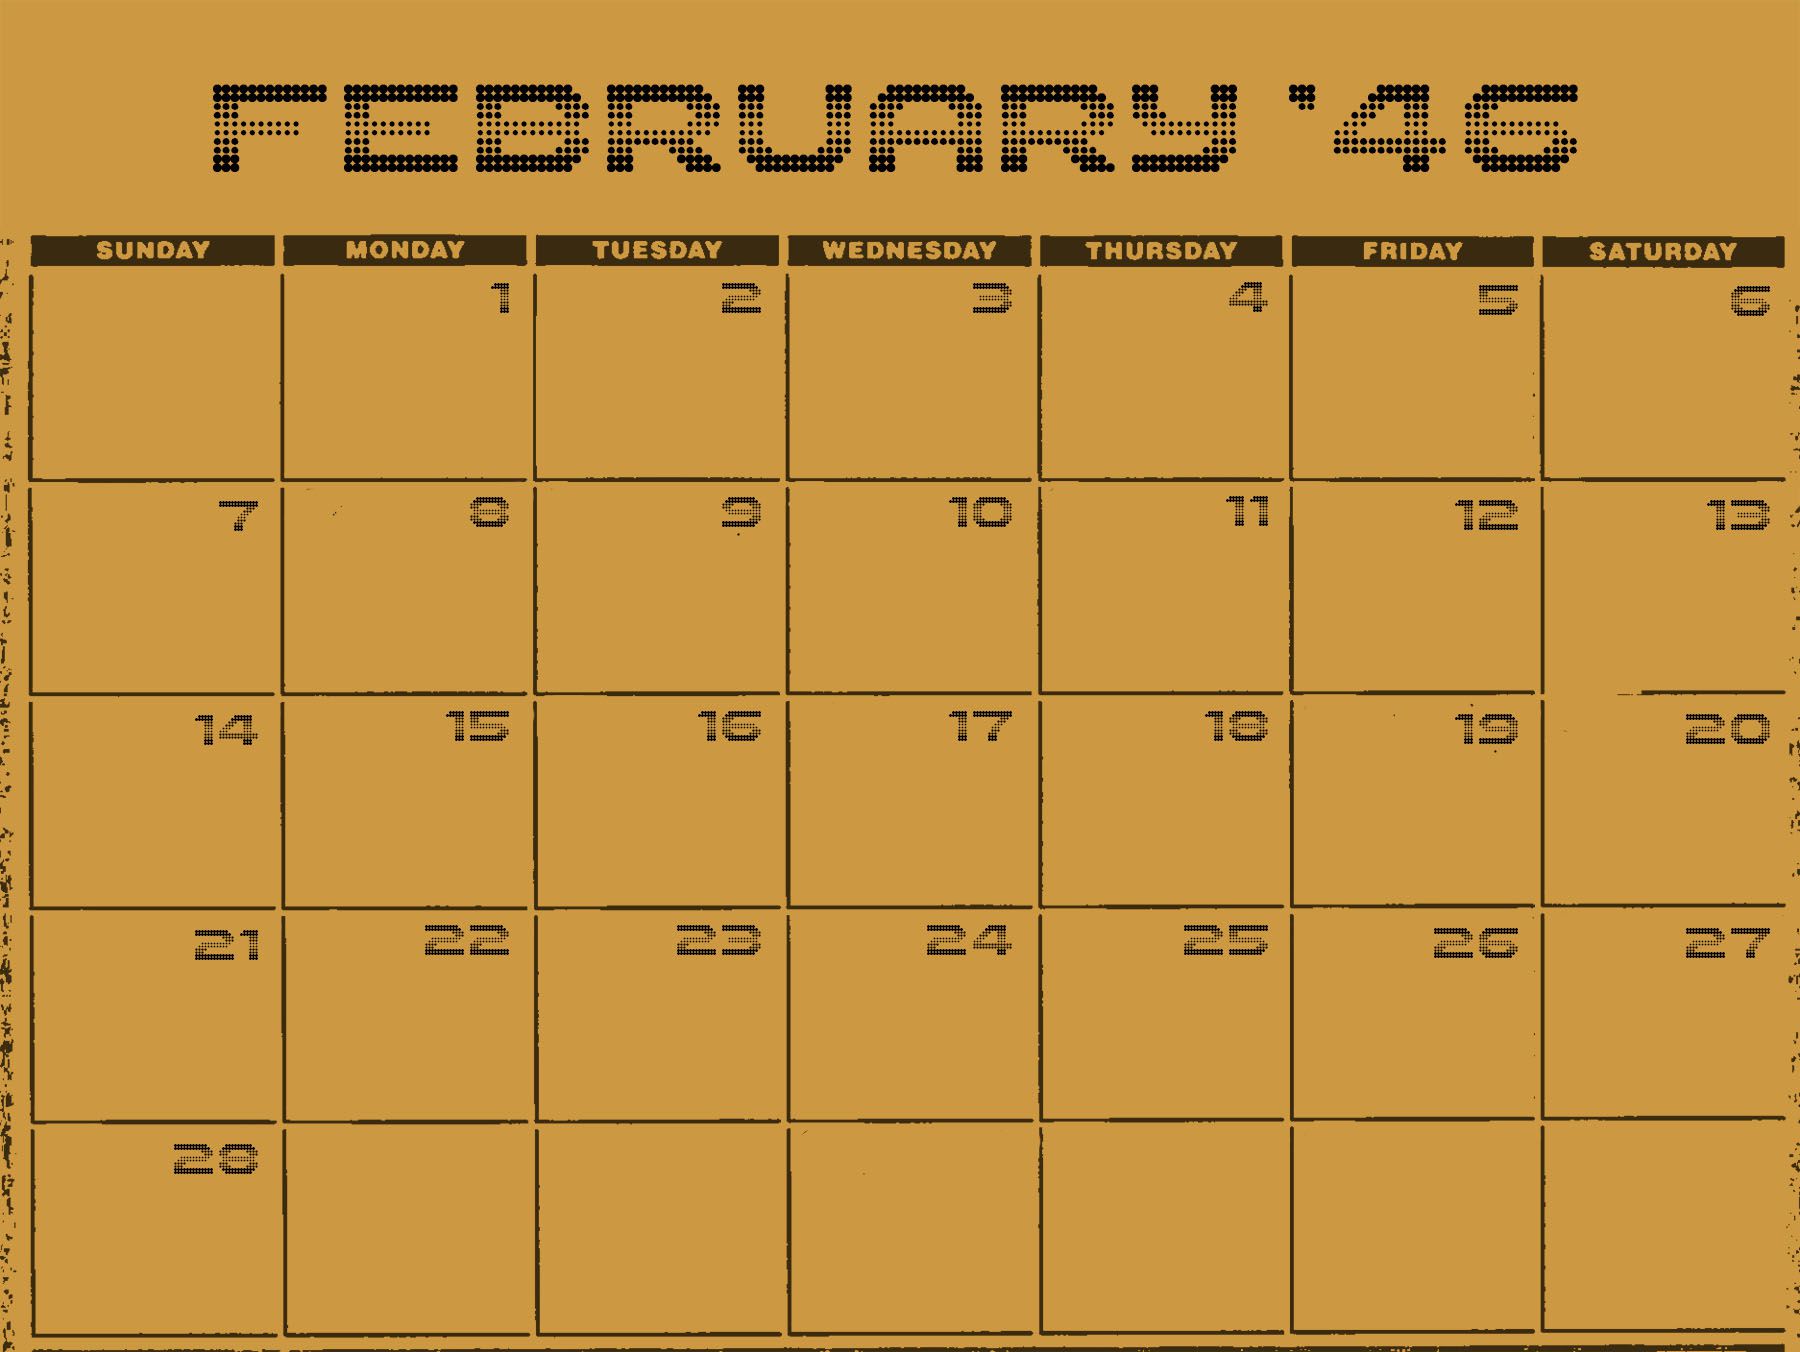 FEBRUARY '46
SUNDAY MONDAY TUESDAY WEDNESDAY THURSDAY FRIDAY SATURDAY
1 2 3 4 5 6
7 8 9 10 11 12 13
14 15 16 17 18 19 20
21 22 23 24 25 26 27
28